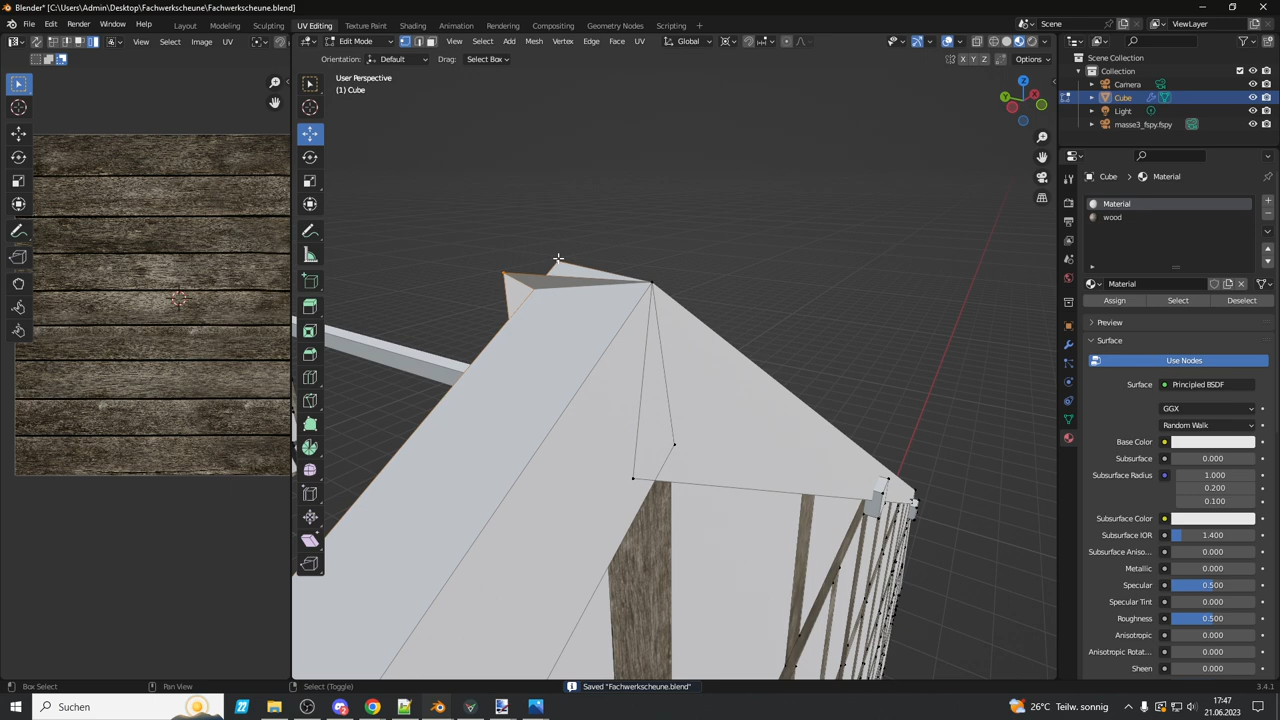 Blender* [C:\Users\Admin\Desktop\Fachwerkscheune\Fachwerkscheune.blend]
File Edit Render Window Help Layout Modeling Sculpting UV Editing Texture Paint Shading Animation Rendering Compositing Geometry Nodes Scripting + Scene ViewLayer
View Select Image UV Edit Mode View Select Add Mesh Vertex Edge Face UV Global
Orientation: Default Drag: Select Box X Y Z Options
Scene Collection
Collection
Camera
Cube
Light
masse3_fspy.fspy
User Perspective
(1) Cube
Z
X
Y
Cube > Material
Material
wood
Material
Assign Select Deselect
Preview
Surface
Use Nodes
Surface Principled BSDF
GGX
Random Walk
Base Color
Subsurface 0.000
Subsurface Radius 1.000
0.200
0.100
Subsurface Color
Subsurface IOR 1.400
Subsurface Aniso... 0.000
Metallic 0.000
Specular 0.500
Specular Tint 0.000
Roughness 0.500
Anisotropic 0.000
Anisotropic Rotat... 0.000
Sheen 0.000
Box Select Pan View Select (Toggle) Saved "Fachwerkscheune.blend" 3.4.1
Suchen 26°C Teilw. sonnig 17:47
21.06.2023